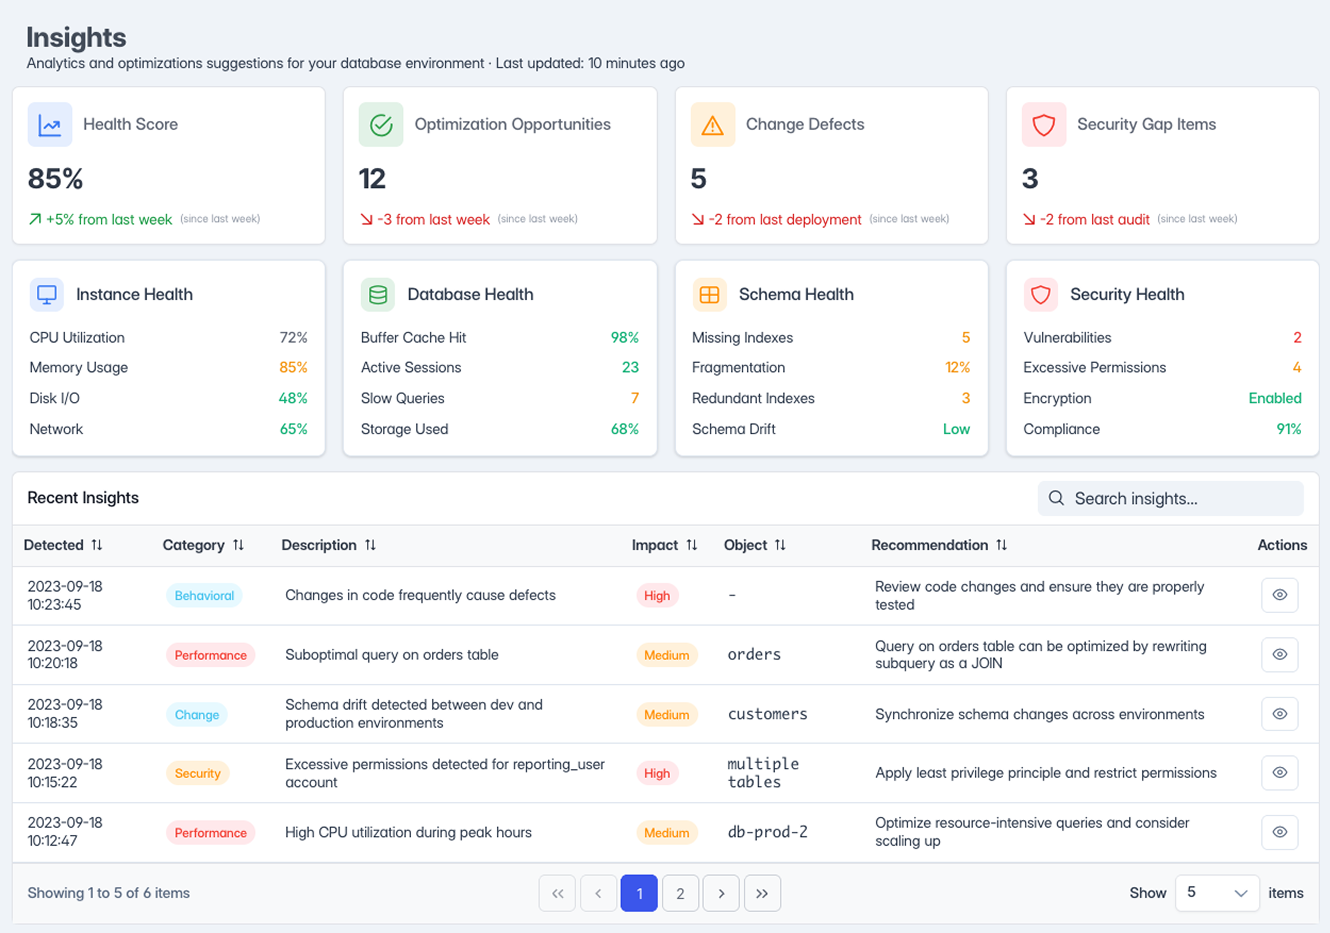 Insights
Analytics and optimizations suggestions for your database environment · Last updated: 10 minutes ago
Health Score
85%
+5% from last week (since last week)
Optimization Opportunities
12
-3 from last week (since last week)
Change Defects
5
-2 from last deployment (since last week)
Security Gap Items
3
-2 from last audit (since last week)
Instance Health
CPU Utilization 72%
Memory Usage 85%
Disk I/O 48%
Network 65%
Database Health
Buffer Cache Hit 98%
Active Sessions 23
Slow Queries 7
Storage Used 68%
Schema Health
Missing Indexes 5
Fragmentation 12%
Redundant Indexes 3
Schema Drift Low
Security Health
Vulnerabilities 2
Excessive Permissions 4
Encryption Enabled
Compliance 91%
Recent Insights
Search insights...
Detected Category Description Impact Object Recommendation Actions
2023-09-18
10:23:45
Behavioral
Changes in code frequently cause defects
High
-
Review code changes and ensure they are properly
tested
2023-09-18
10:20:18
Performance
Suboptimal query on orders table
Medium
orders
Query on orders table can be optimized by rewriting
subquery as a JOIN
2023-09-18
10:18:35
Change
Schema drift detected between dev and
production environments
Medium
customers
Synchronize schema changes across environments
2023-09-18
10:15:22
Security
Excessive permissions detected for reporting_user
account
High
multiple
tables
Apply least privilege principle and restrict permissions
2023-09-18
10:12:47
Performance
High CPU utilization during peak hours
Medium
db-prod-2
Optimize resource-intensive queries and consider
scaling up
Showing 1 to 5 of 6 items
« ‹ 1 2 › »
Show 5 items